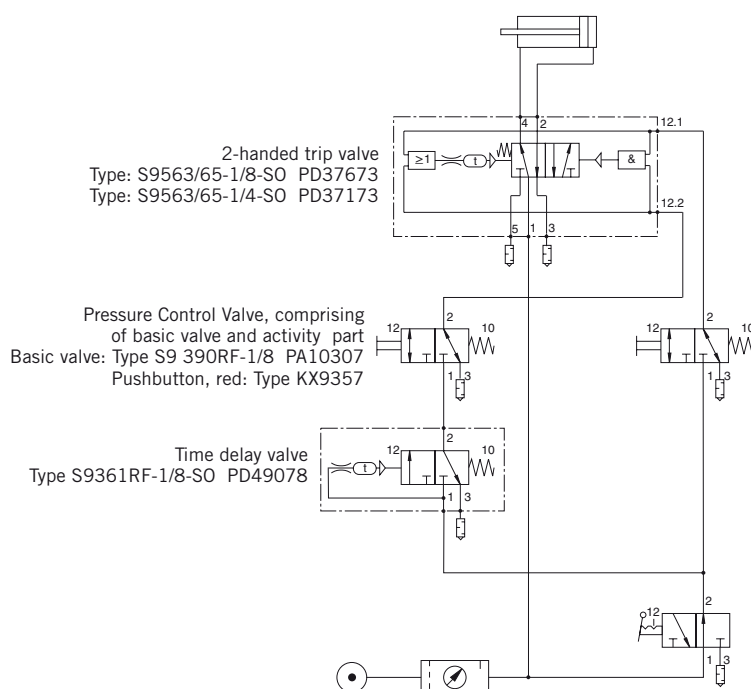 4 2
12.1
2-handed trip valve
Type: S9563/65-1/8-SO PD37673
Type: S9563/65-1/4-SO PD37173
≥1
t
&
12.2
5 1 3
Pressure Control Valve, comprising
of basic valve and activity part
Basic valve: Type S9 390RF-1/8 PA10307
Pushbutton, red: Type KX9357
12 2 10
1 3
12 2 10
1 3
Time delay valve
Type S9361RF-1/8-SO PD49078
12 2 10
t
1 3
12 2
1 3